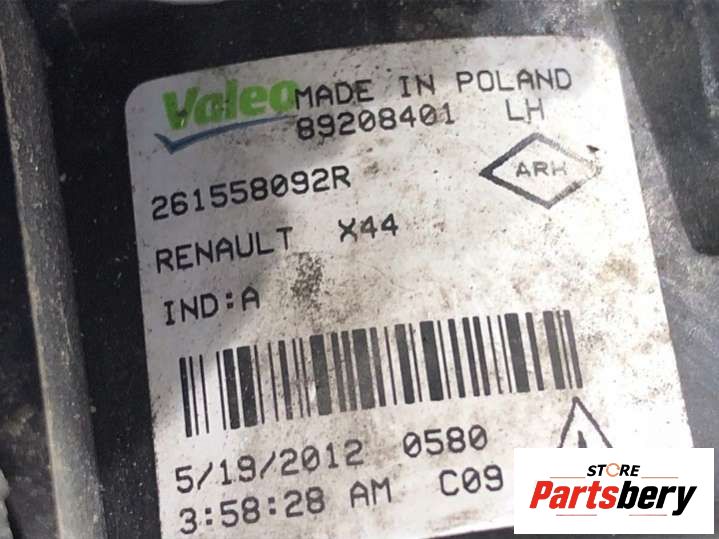 Valeo MADE IN POLAND
89208401 LH
261558092R
ARH
RENAULT X44
IND:A
5/19/2012 0580
3:58:28 AM C09
STORE
Partsbery